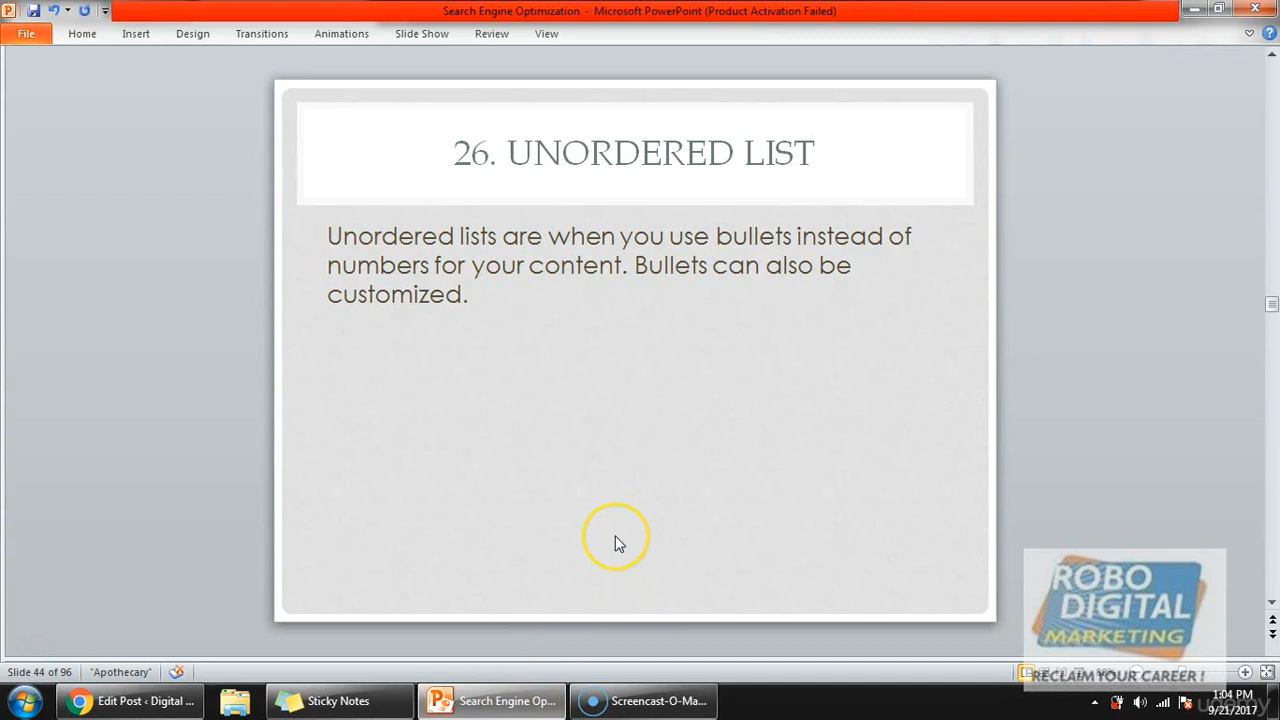 Search Engine Optimization - Microsoft PowerPoint (Product Activation Failed)
File Home Insert Design Transitions Animations Slide Show Review View
26. UNORDERED LIST
Unordered lists are when you use bullets instead of
numbers for your content. Bullets can also be
customized.
ROBO
DIGITAL
MARKETING
RECLAIM YOUR CAREER !
Slide 44 of 96 "Apothecary"
Edit Post ‹ Digital ... Sticky Notes Search Engine Op... Screencast-O-Ma...
1:04 PM
9/21/2017
udemy